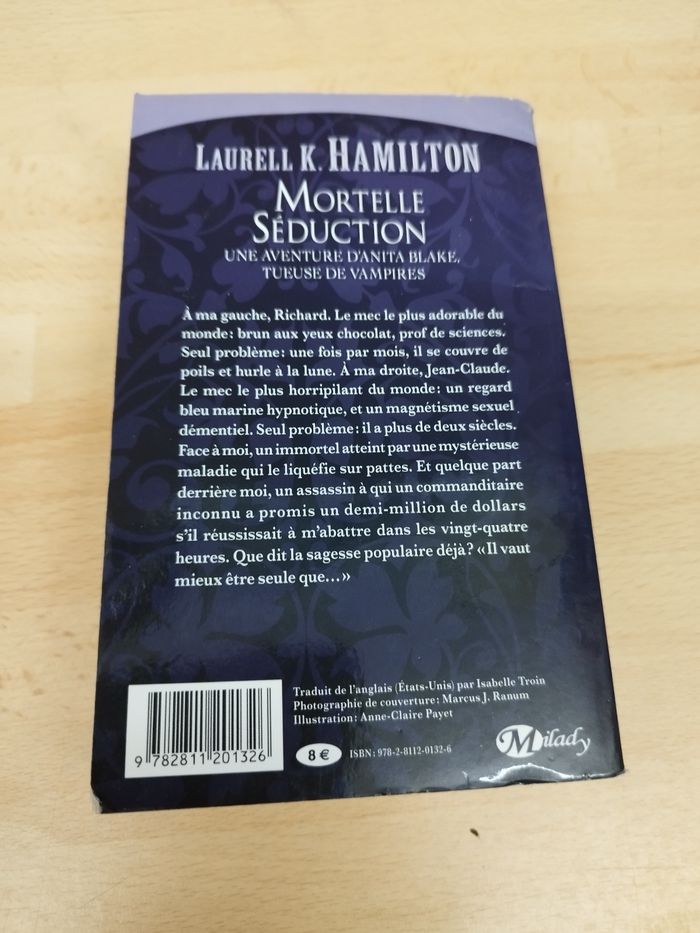 LAURELL K. HAMILTON
MORTELLE
SÉDUCTION
UNE AVENTURE D'ANITA BLAKE,
TUEUSE DE VAMPIRES
À ma gauche, Richard. Le mec le plus adorable du
monde : brun aux yeux chocolat, prof de sciences.
Seul problème : une fois par mois, il se couvre de
poils et hurle à la lune. À ma droite, Jean-Claude.
Le mec le plus horripilant du monde : un regard
bleu marine hypnotique, et un magnétisme sexuel
démentiel. Seul problème : il a plus de deux siècles.
Face à moi, un immortel atteint par une mystérieuse
maladie qui le liquéfie sur pattes. Et quelque part
derrière moi, un assassin à qui un commanditaire
inconnu a promis un demi-million de dollars
s'il réussissait à m'abattre dans les vingt-quatre
heures. Que dit la sagesse populaire déjà ? « Il vaut
mieux être seule que... »
Traduit de l'anglais (États-Unis) par Isabelle Troin
Photographie de couverture : Marcus J. Ranum
Illustration : Anne-Claire Payet
9 782811 201326
8 €
ISBN : 978-2-8112-0132-6
Milady